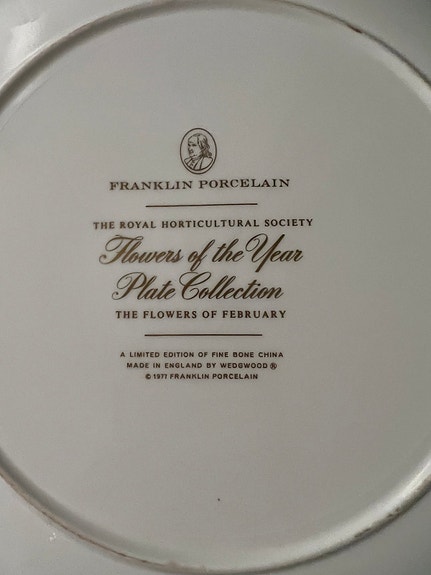 FRANKLIN PORCELAIN
THE ROYAL HORTICULTURAL SOCIETY
Flowers of the Year
Plate Collection
THE FLOWERS OF FEBRUARY
A LIMITED EDITION OF FINE BONE CHINA
MADE IN ENGLAND BY WEDGWOOD ®
© 1977 FRANKLIN PORCELAIN